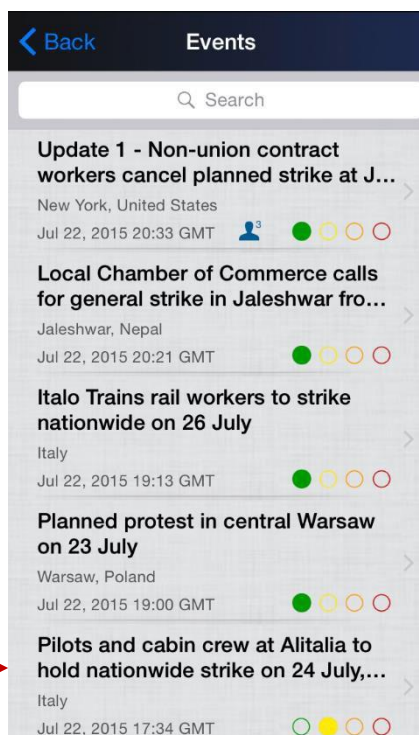 Back Events
Search
Update 1 - Non-union contract
workers cancel planned strike at J...
New York, United States
Jul 22, 2015 20:33 GMT 3
Local Chamber of Commerce calls
for general strike in Jaleshwar fro...
Jaleshwar, Nepal
Jul 22, 2015 20:21 GMT
Italo Trains rail workers to strike
nationwide on 26 July
Italy
Jul 22, 2015 19:13 GMT
Planned protest in central Warsaw
on 23 July
Warsaw, Poland
Jul 22, 2015 19:00 GMT
Pilots and cabin crew at Alitalia to
hold nationwide strike on 24 July,...
Italy
Jul 22, 2015 17:34 GMT